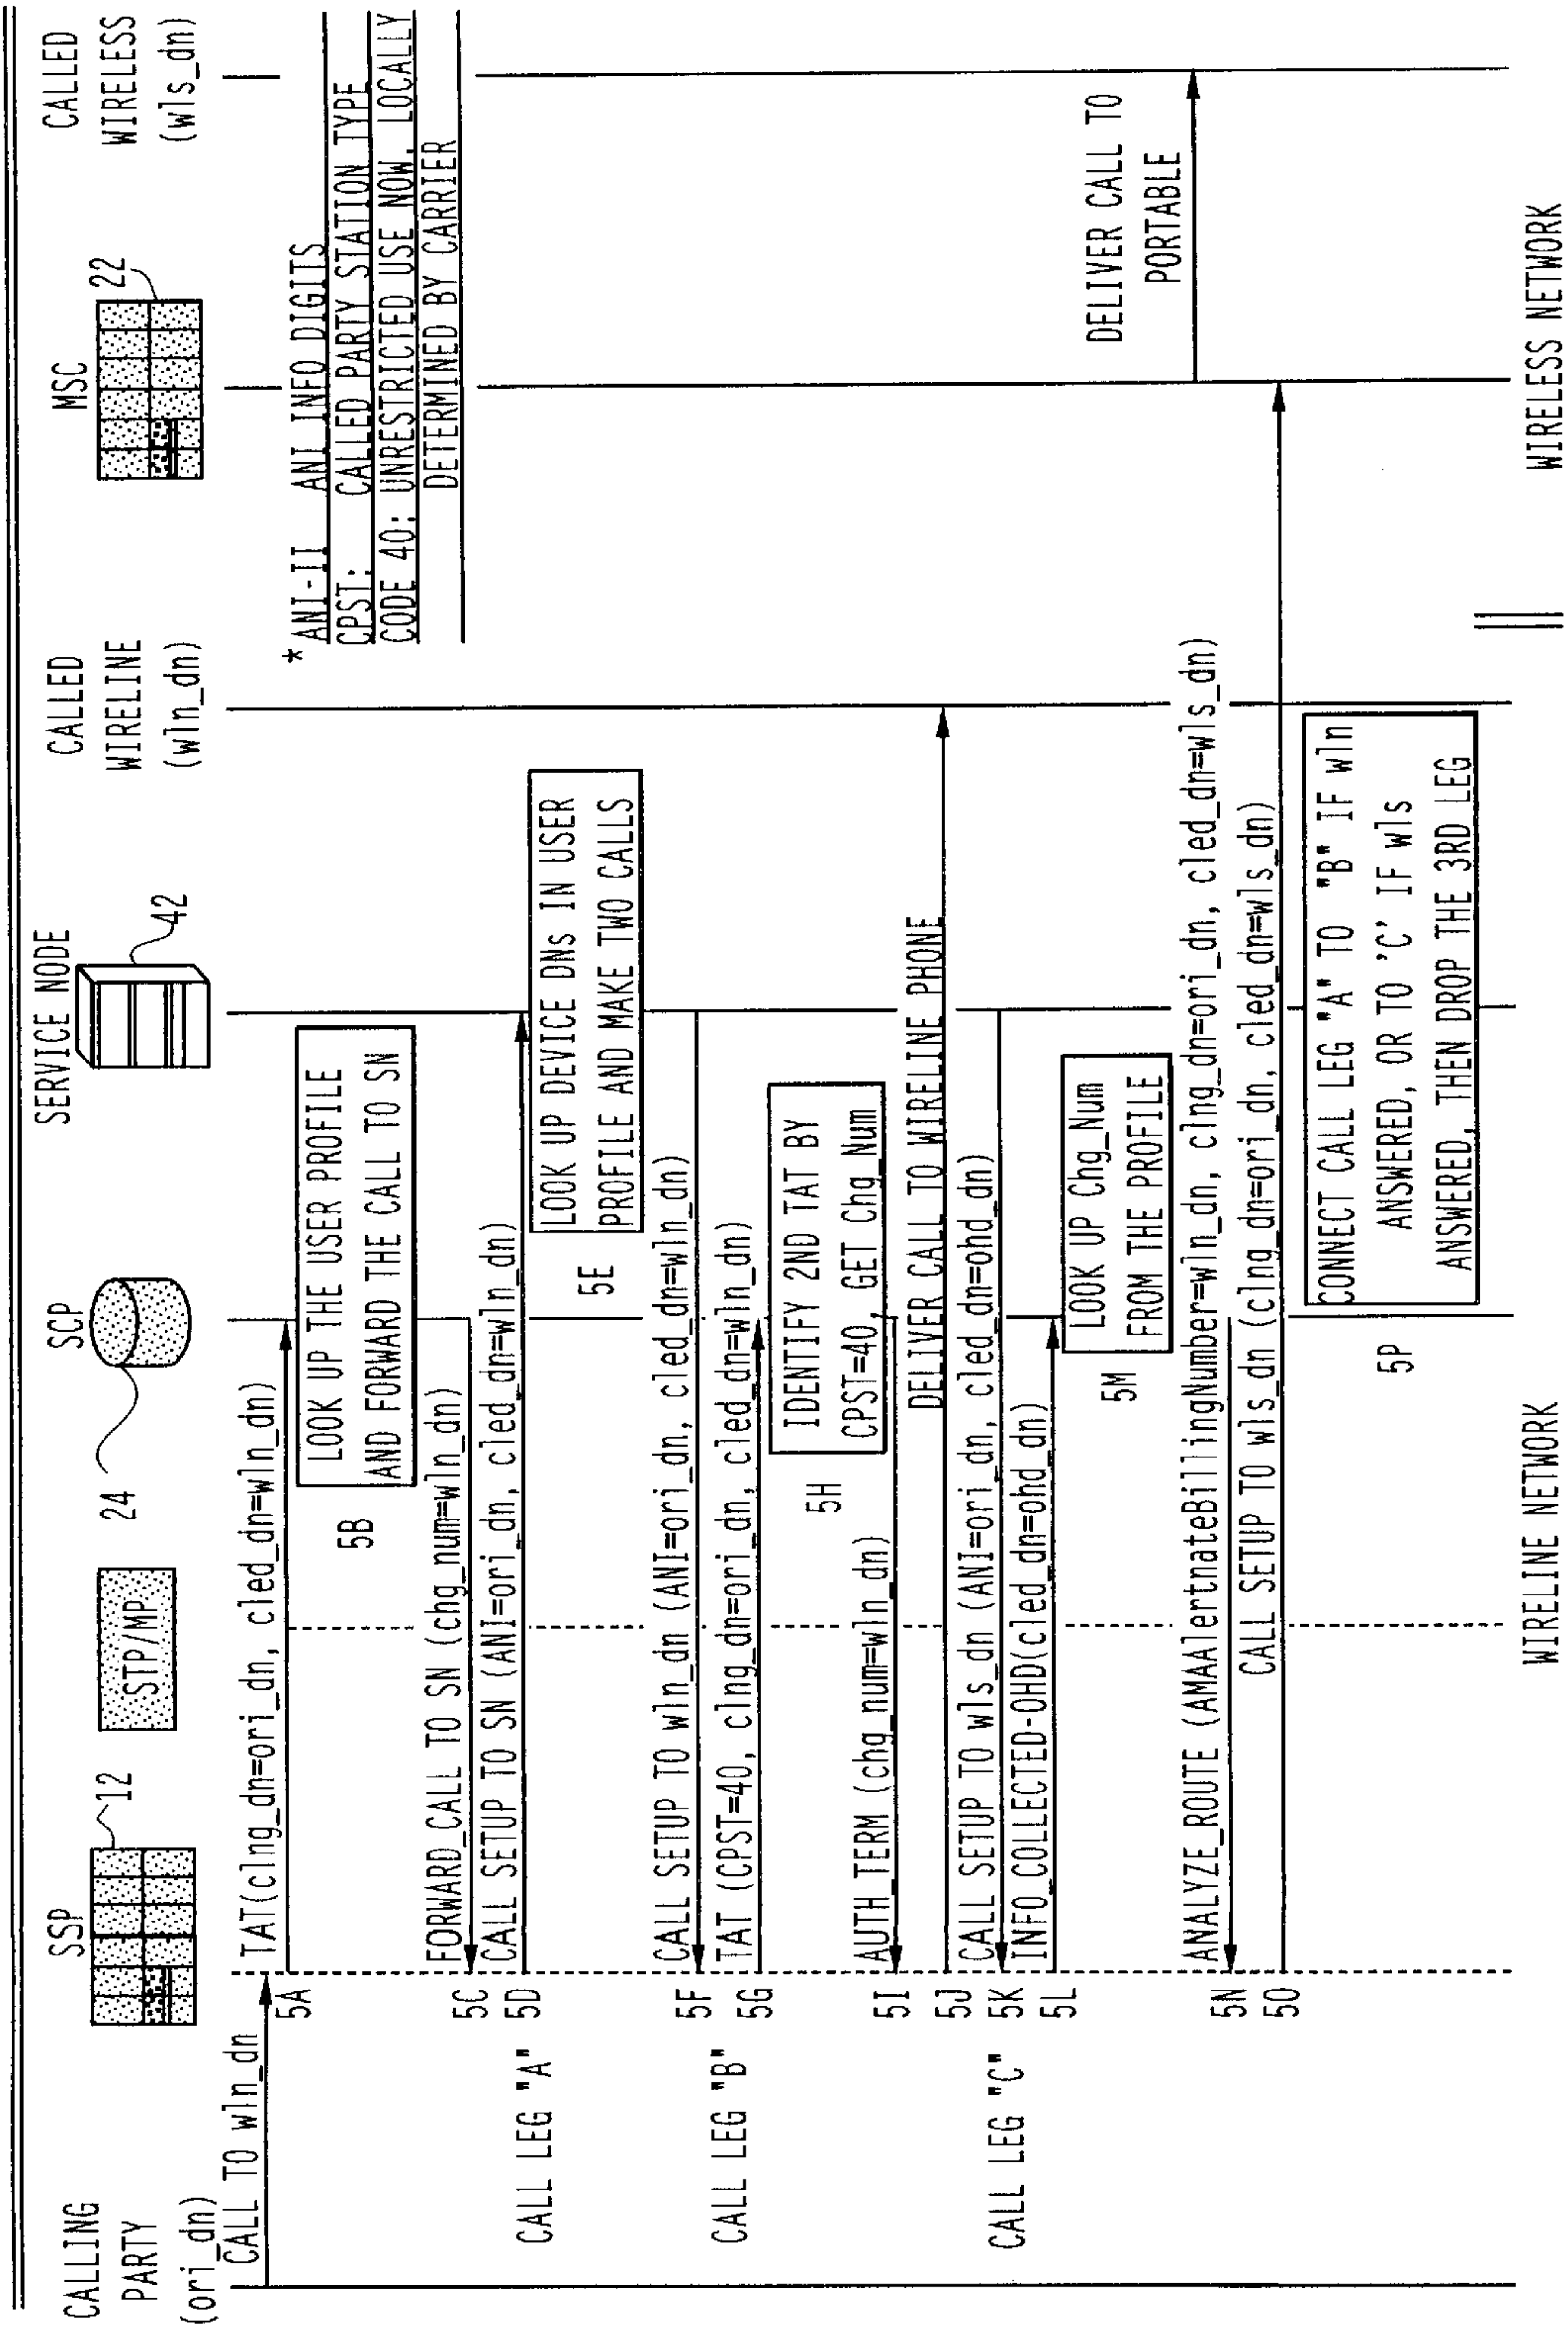 CALLING
PARTY
(ori_dn)
SSP
12
STP/MP
24
SCP
SERVICE NODE
42
CALLED
WIRELINE
(wln_dn)
MSC
22
CALLED
WIRELESS
(wls_dn)
CALL TO wln_dn
TAT(clng_dn=ori_dn, cled_dn=wln_dn)
5A
* ANI-II ANI INFO DIGITS
CPST: CALLED PARTY STATION TYPE
CODE 40: UNRESTRICTED USE NOW, LOCALLY
DETERMINED BY CARRIER
LOOK UP THE USER PROFILE
AND FORWARD THE CALL TO SN
5B
FORWARD_CALL TO SN (chg_num=wln_dn)
5C
CALL SETUP TO SN (ANI=ori_dn, cled_dn=wln_dn)
5D
CALL LEG "A"
LOOK UP DEVICE DNs IN USER
PROFILE AND MAKE TWO CALLS
5E
CALL SETUP TO wln_dn (ANI=ori_dn, cled_dn=wln_dn)
5F
CALL LEG "B"
TAT (CPST=40, clng_dn=ori_dn, cled_dn=wln_dn)
5G
IDENTIFY 2ND TAT BY
CPST=40, GET Chg_Num
5H
AUTH_TERM (chg_num=wln_dn)
5I
DELIVER CALL TO WIRELINE PHONE
5J
CALL SETUP TO wls_dn (ANI=ori_dn, cled_dn=ohd_dn)
5K
CALL LEG "C"
INFO_COLLECTED-OHD(cled_dn=ohd_dn)
5L
LOOK UP Chg_Num
FROM THE PROFILE
5M
DELIVER CALL TO
PORTABLE
ANALYZE_ROUTE (AMAAlertnateBillingNumber=wln_dn, clng_dn=ori_dn, cled_dn=wls_dn)
5N
CALL SETUP TO wls_dn (clng_dn=ori_dn, cled_dn=wls_dn)
5O
CONNECT CALL LEG "A" TO "B" IF wln
ANSWERED, OR TO 'C' IF wls
ANSWERED, THEN DROP THE 3RD LEG
5P
WIRELINE NETWORK
WIRELESS NETWORK